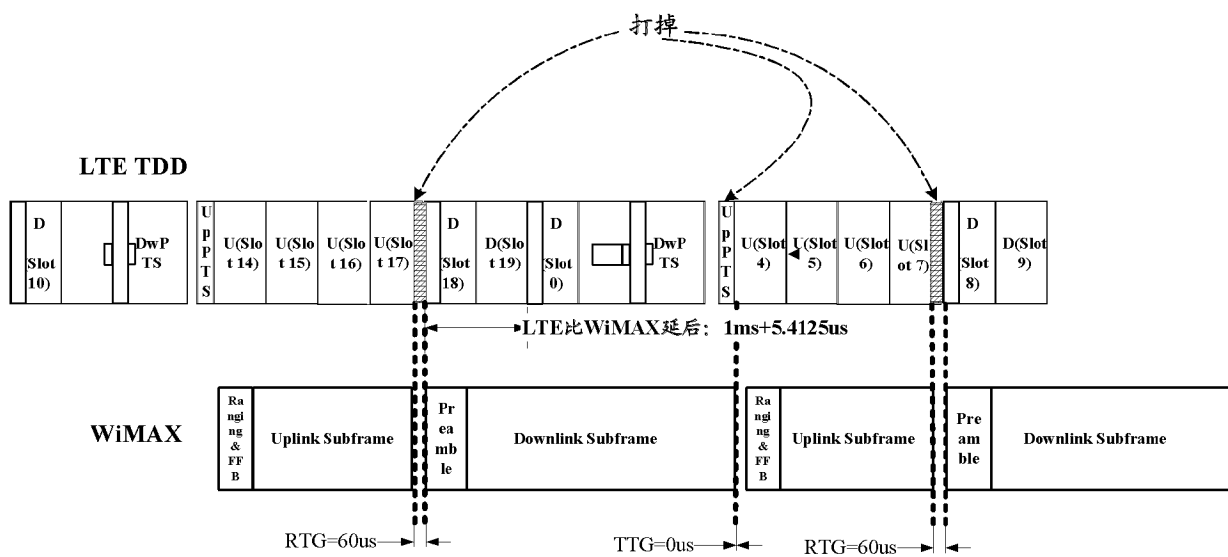 打掉
LTE TDD
D
(Slot
10)
DwP
TS
U
p
P
T
S
U(Slo
t 14)
U(Slo
t 15)
U(Slo
t 16)
U(Slo
t 17)
D
(Slot
18)
D(Slo
t 19)
D
(Slot
0)
DwP
TS
U
p
P
T
S
U(Slot
4)
U(Slot
5)
U(Slot
6)
U(Sl
ot 7)
D
(Slot
8)
D(Slot
9)
LTE比WiMAX延后：1ms+5.4125us
WiMAX
Ra
ngi
ng
&
FF
B
Uplink Subframe
Pr
ea
mb
le
Downlink Subframe
Ra
ngi
ng
&
FF
B
Uplink Subframe
Pre
am
ble
Downlink Subframe
RTG=60us
TTG=0us
RTG=60us